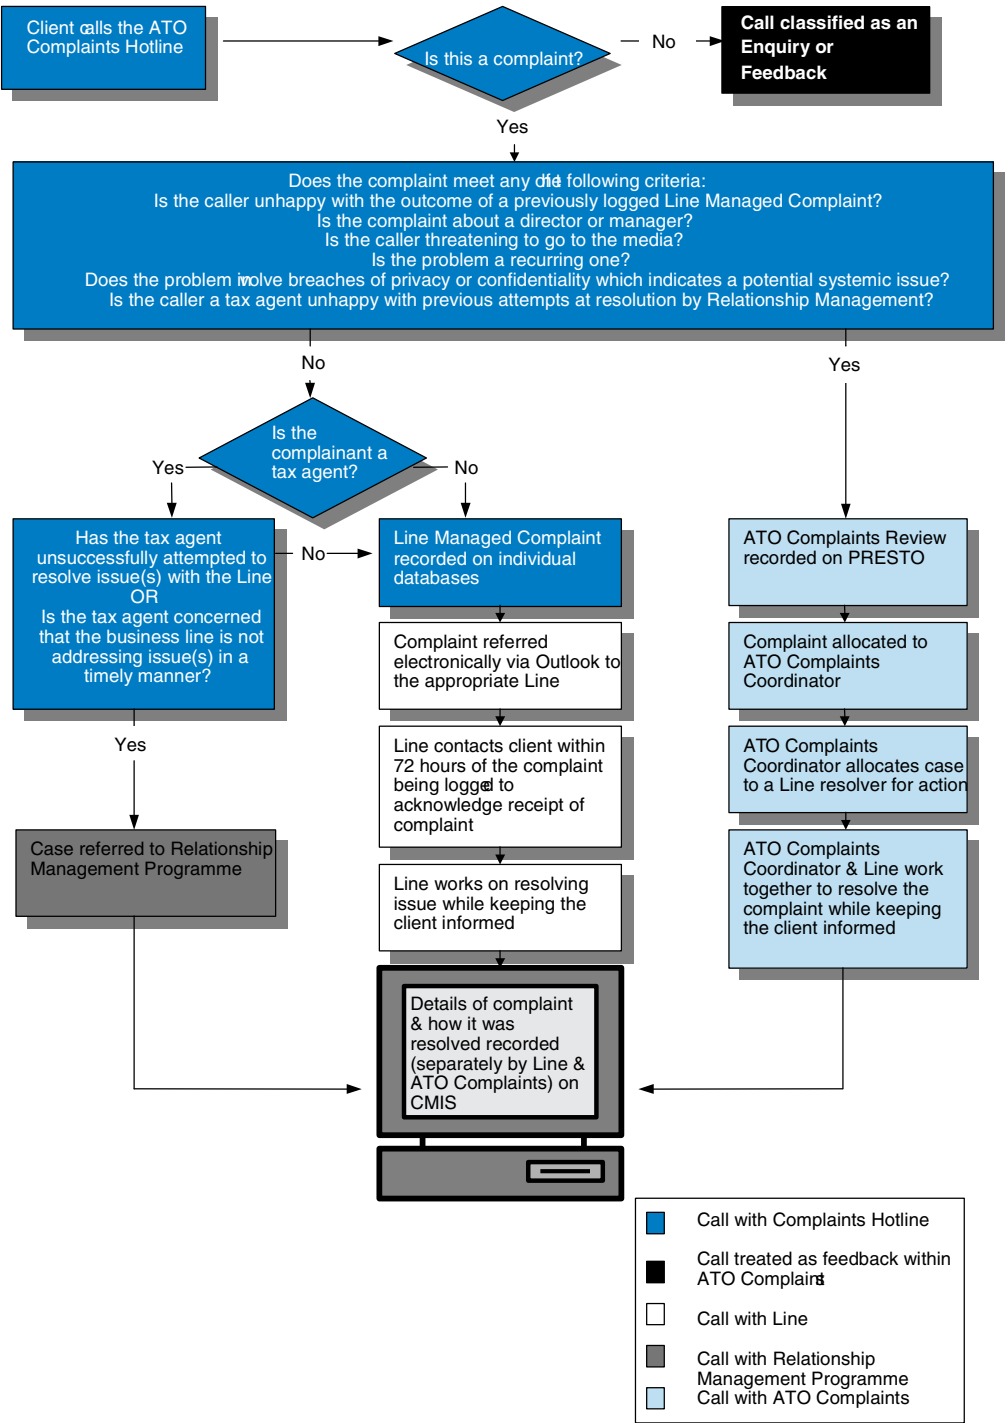 Client calls the ATO
Complaints Hotline
Is this a complaint?
No
Call classified as an
Enquiry or
Feedback
Yes
Does the complaint meet any of the following criteria:
Is the caller unhappy with the outcome of a previously logged Line Managed Complaint?
Is the complaint about a director or manager?
Is the caller threatening to go to the media?
Is the problem a recurring one?
Does the problem involve breaches of privacy or confidentiality which indicates a potential systemic issue?
Is the caller a tax agent unhappy with previous attempts at resolution by Relationship Management?
No
Yes
Is the
complainant a
tax agent?
Yes
No
Has the tax agent
unsuccessfully attempted to
resolve issue(s) with the Line
OR
Is the tax agent concerned
that the business line is not
addressing issue(s) in a
timely manner?
No
Line Managed Complaint
recorded on individual
databases
ATO Complaints Review
recorded on PRESTO
Complaint referred
electronically via Outlook to
the appropriate Line
Complaint allocated to
ATO Complaints
Coordinator
Yes
Line contacts client within
72 hours of the complaint
being logged to
acknowledge receipt of
complaint
ATO Complaints
Coordinator allocates case
to a Line resolver for action
Case referred to Relationship
Management Programme
Line works on resolving
issue while keeping the
client informed
ATO Complaints
Coordinator & Line work
together to resolve the
complaint while keeping
the client informed
Details of complaint
& how it was
resolved recorded
(separately by Line &
ATO Complaints) on
CMIS
Call with Complaints Hotline
Call treated as feedback within
ATO Complaints
Call with Line
Call with Relationship
Management Programme
Call with ATO Complaints